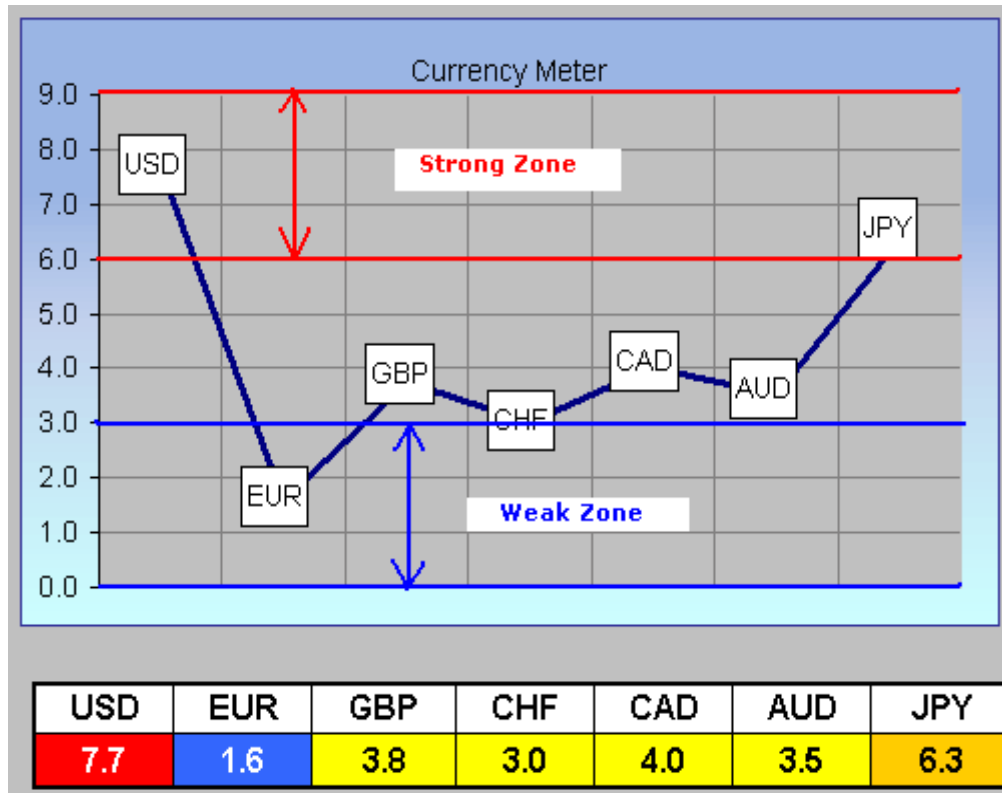 Currency Meter
9.0
8.0
7.0
6.0
5.0
4.0
3.0
2.0
1.0
0.0
USD
Strong Zone
JPY
GBP
CAD
AUD
CHF
EUR
Weak Zone
USD EUR GBP CHF CAD AUD JPY
7.7 1.6 3.8 3.0 4.0 3.5 6.3